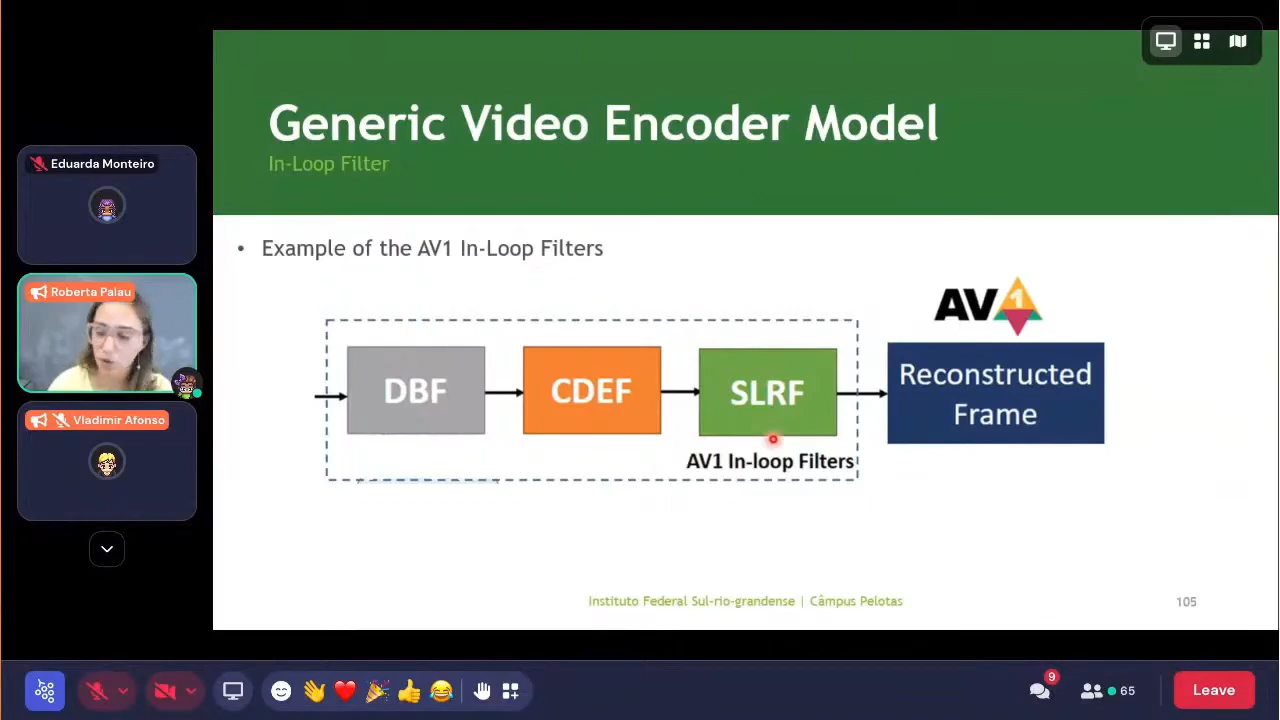 Eduarda Monteiro
Roberta Palau
Vladimir Afonso
Generic Video Encoder Model
In-Loop Filter
• Example of the AV1 In-Loop Filters
AV1
DBF
CDEF
SLRF
Reconstructed
Frame
AV1 In-loop Filters
Instituto Federal Sul-rio-grandense | Câmpus Pelotas
105
9
65
Leave